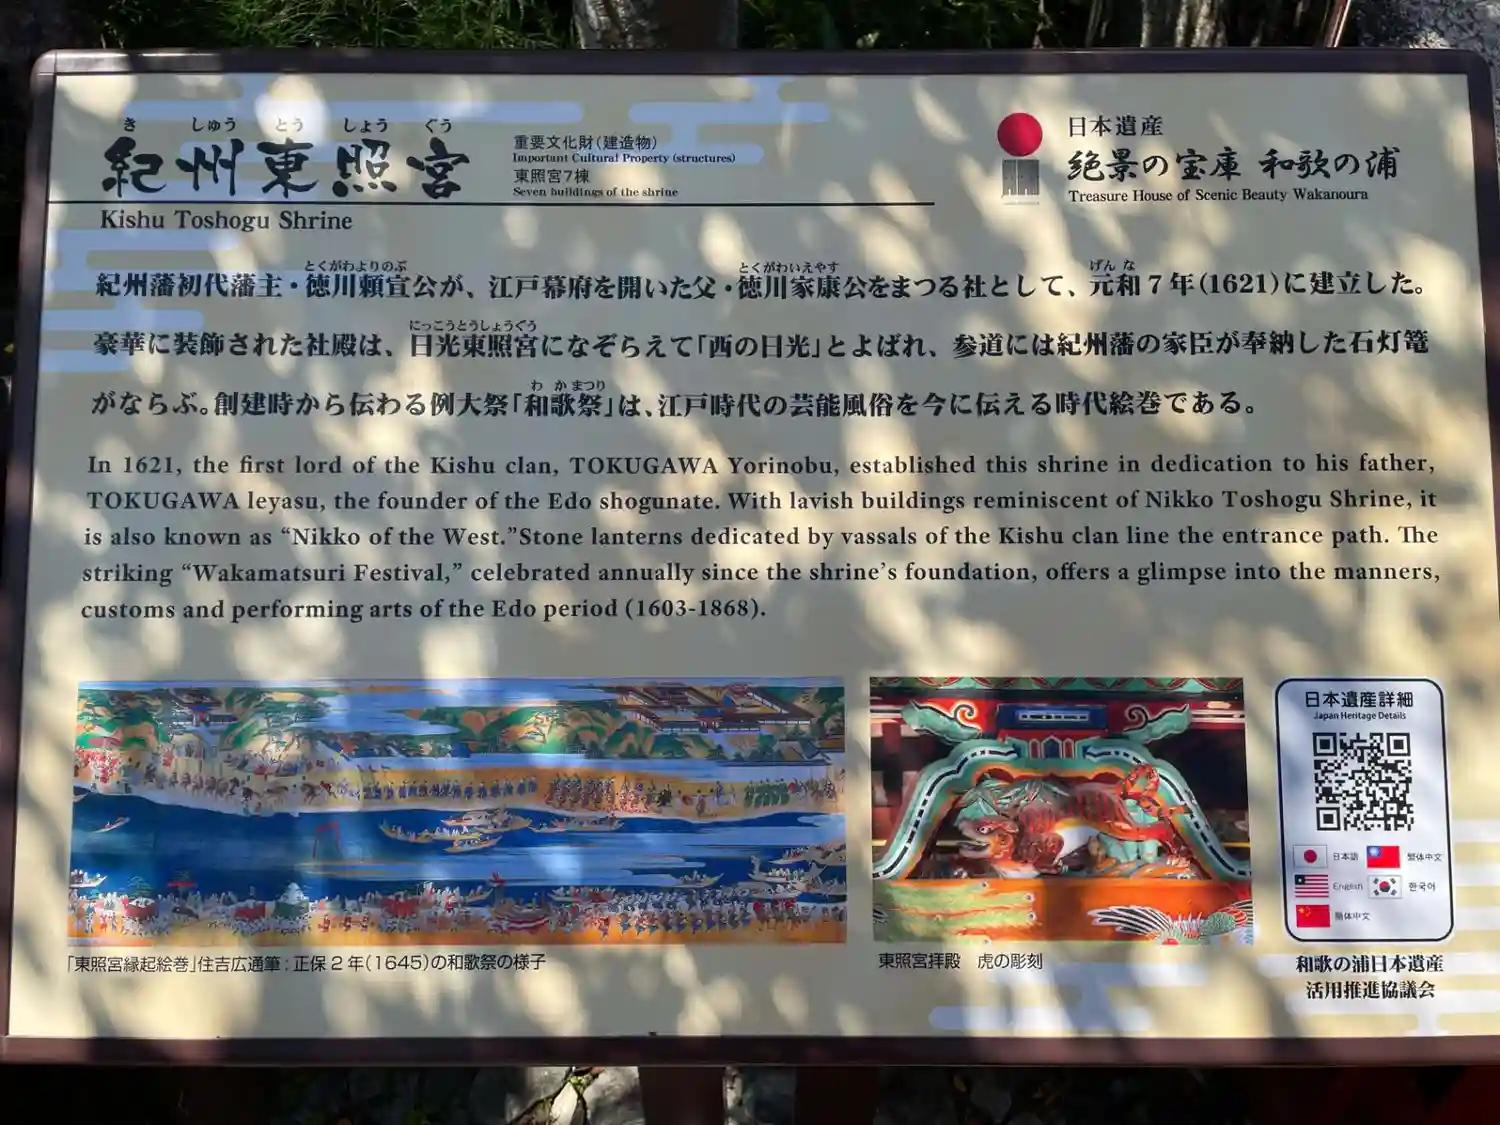 き しゅう とう しょう ぐう
紀州東照宮
Kishu Toshogu Shrine
重要文化財(建造物)
Important Cultural Property (structures)
東照宮7棟
Seven buildings of the shrine
日本遺産
絶景の宝庫 和歌の浦
Treasure House of Scenic Beauty Wakanoura
とくがわよりのぶ とくがわいえやす げんな
紀州藩初代藩主・徳川頼宣公が、江戸幕府を開いた父・徳川家康公をまつる社として、元和7年(1621)に建立した。
にっこうとうしょうぐう
豪華に装飾された社殿は、日光東照宮になぞらえて「西の日光」とよばれ、参道には紀州藩の家臣が奉納した石灯篭
わかまつり
がならぶ。創建時から伝わる例大祭「和歌祭」は、江戸時代の芸能風俗を今に伝える時代絵巻である。
In 1621, the first lord of the Kishu clan, TOKUGAWA Yorinobu, established this shrine in dedication to his father,
TOKUGAWA leyasu, the founder of the Edo shogunate. With lavish buildings reminiscent of Nikko Toshogu Shrine, it
is also known as “Nikko of the West.”Stone lanterns dedicated by vassals of the Kishu clan line the entrance path. The
striking “Wakamatsuri Festival,” celebrated annually since the shrine’s foundation, offers a glimpse into the manners,
customs and performing arts of the Edo period (1603-1868).
「東照宮縁起絵巻」住吉広通筆：正保2年(1645)の和歌祭の様子
東照宮拝殿 虎の彫刻
日本遺産詳細
Japan Heritage Details
日本語 繁体中文
English 한국어
簡体中文
和歌の浦日本遺産
活用推進協議会